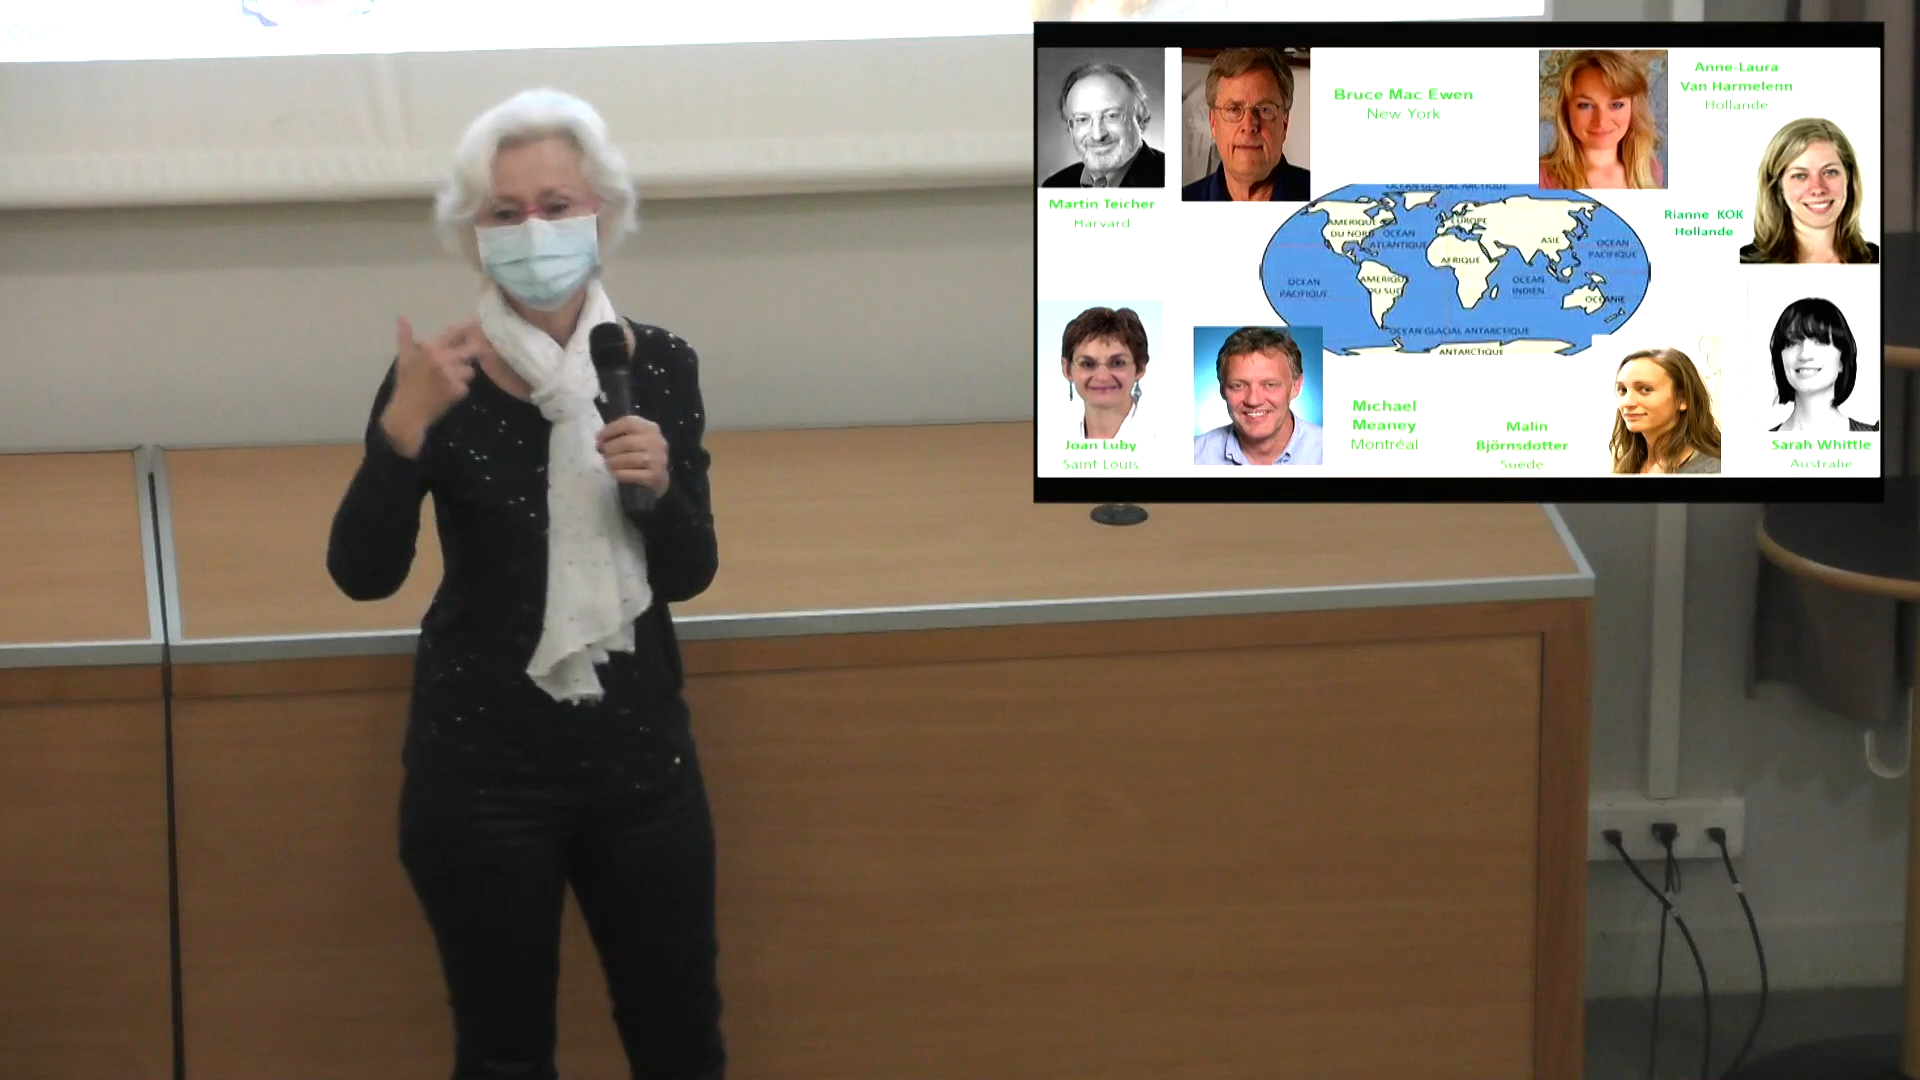 Bruce Mac Ewen
New York
Anne-Laura
Van Harmelenn
Hollande
Martin Teicher
Harvard
Rianne KOK
Hollande
OCEAN GLACIAL ARCTIQUE
AMERIQUE
DU NORD
OCEAN
ATLANTIQUE
EUROPE
ASIE
AFRIQUE
OCEAN
PACIFIQUE
OCEAN
PACIFIQUE
AMERIQUE
DU SUD
OCEAN
INDIEN
OCEANIE
OCEAN GLACIAL ANTARCTIQUE
ANTARCTIQUE
Joan Luby
Saint Louis
Michael
Meaney
Montréal
Malin
Björnsdotter
Suède
Sarah Whittle
Australie